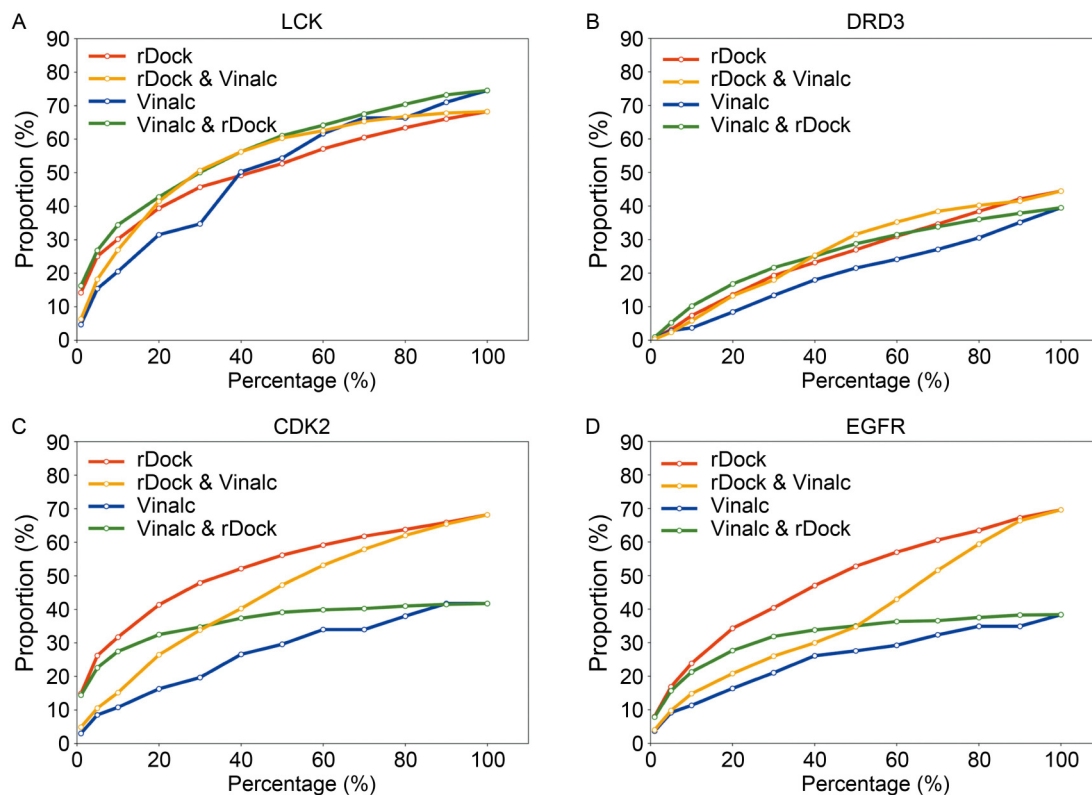 A
LCK
rDock
rDock & Vinalc
Vinalc
Vinalc & rDock
Proportion (%)
90
80
70
60
50
40
30
20
10
0
0 20 40 60 80 100
Percentage (%)
B
DRD3
rDock
rDock & Vinalc
Vinalc
Vinalc & rDock
Proportion (%)
90
80
70
60
50
40
30
20
10
0
0 20 40 60 80 100
Percentage (%)
C
CDK2
rDock
rDock & Vinalc
Vinalc
Vinalc & rDock
Proportion (%)
90
80
70
60
50
40
30
20
10
0
20 40 60 80 100
Percentage (%)
D
EGFR
rDock
rDock & Vinalc
Vinalc
Vinalc & rDock
Proportion (%)
90
80
70
60
50
40
30
20
10
0
0 20 40 60 80 100
Percentage (%)